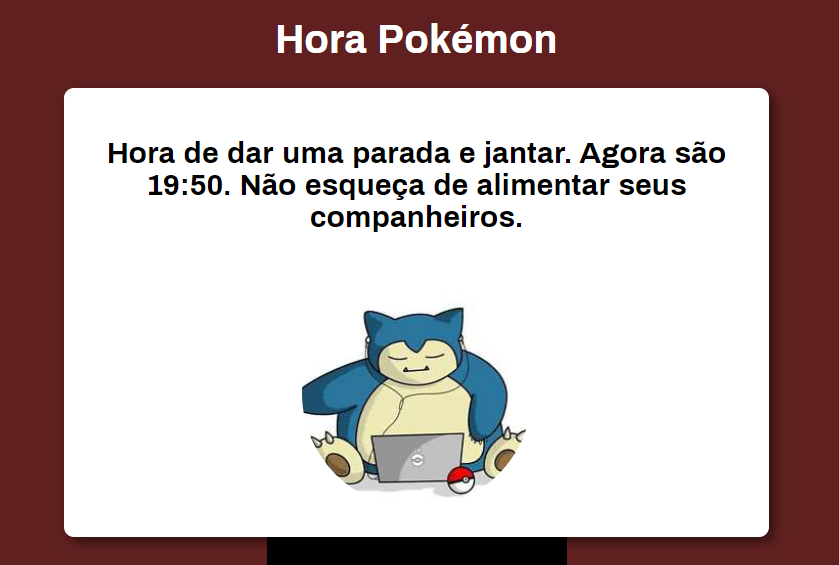 Hora Pokémon
Hora de dar uma parada e jantar. Agora são
19:50. Não esqueça de alimentar seus
companheiros.